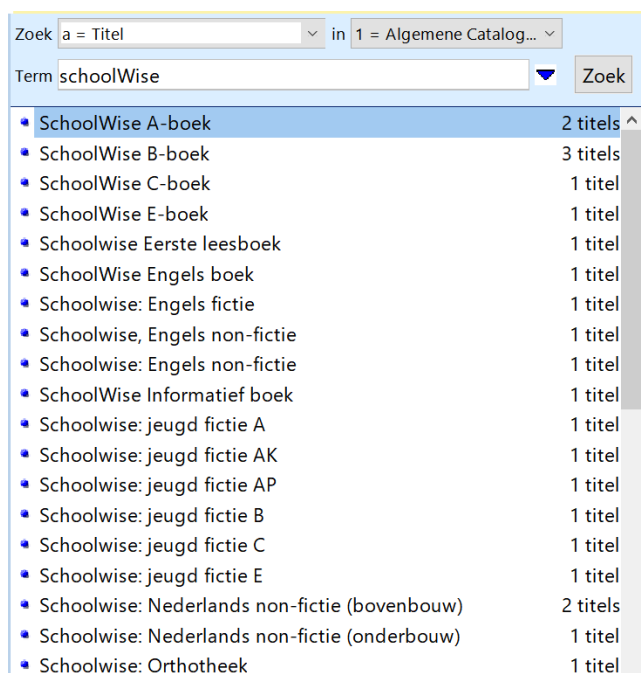 Zoek a = Titel in 1 = Algemene Catalog...
Term schoolWise Zoek
SchoolWise A-boek 2 titels
SchoolWise B-boek 3 titels
SchoolWise C-boek 1 titel
SchoolWise E-boek 1 titel
Schoolwise Eerste leesboek 1 titel
SchoolWise Engels boek 1 titel
Schoolwise: Engels fictie 1 titel
Schoolwise, Engels non-fictie 1 titel
Schoolwise: Engels non-fictie 1 titel
SchoolWise Informatief boek 1 titel
Schoolwise: jeugd fictie A 1 titel
Schoolwise: jeugd fictie AK 1 titel
Schoolwise: jeugd fictie AP 1 titel
Schoolwise: jeugd fictie B 1 titel
Schoolwise: jeugd fictie C 1 titel
Schoolwise: jeugd fictie E 1 titel
Schoolwise: Nederlands non-fictie (bovenbouw) 2 titels
Schoolwise: Nederlands non-fictie (onderbouw) 1 titel
Schoolwise: Orthotheek 1 titel